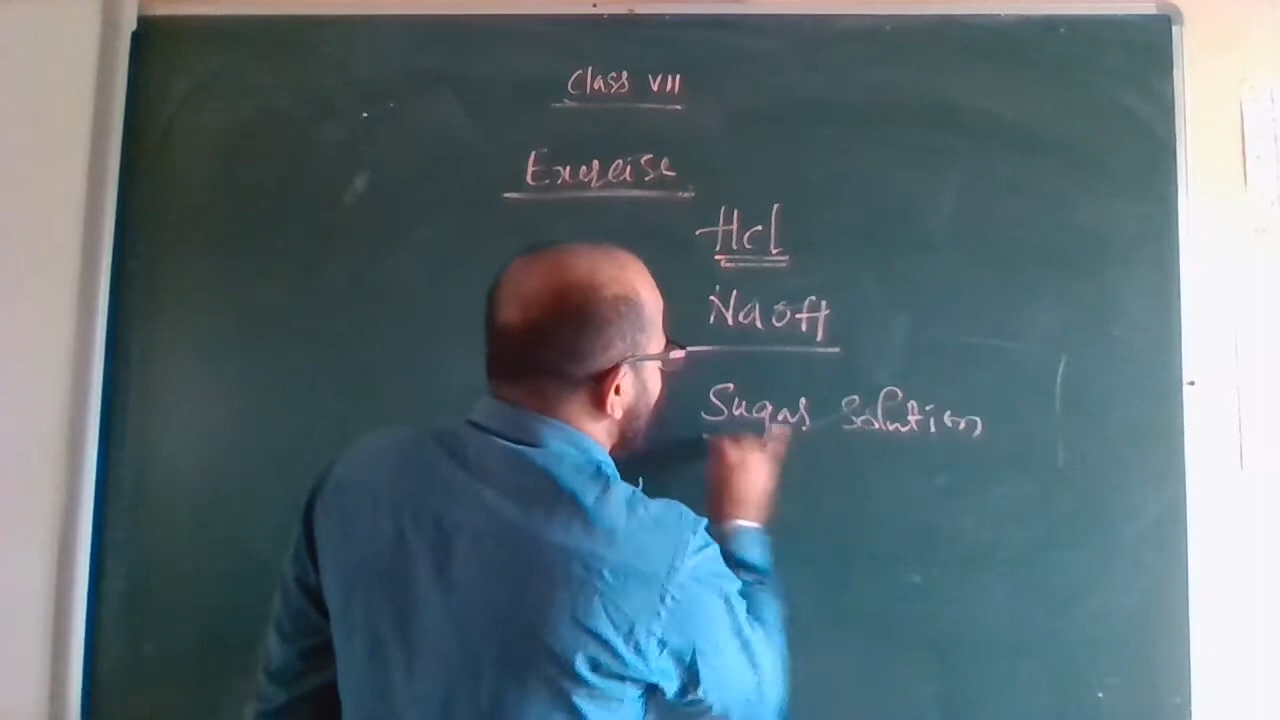 Class VII
Exercise
Hcl
NaoH
Sugar solution